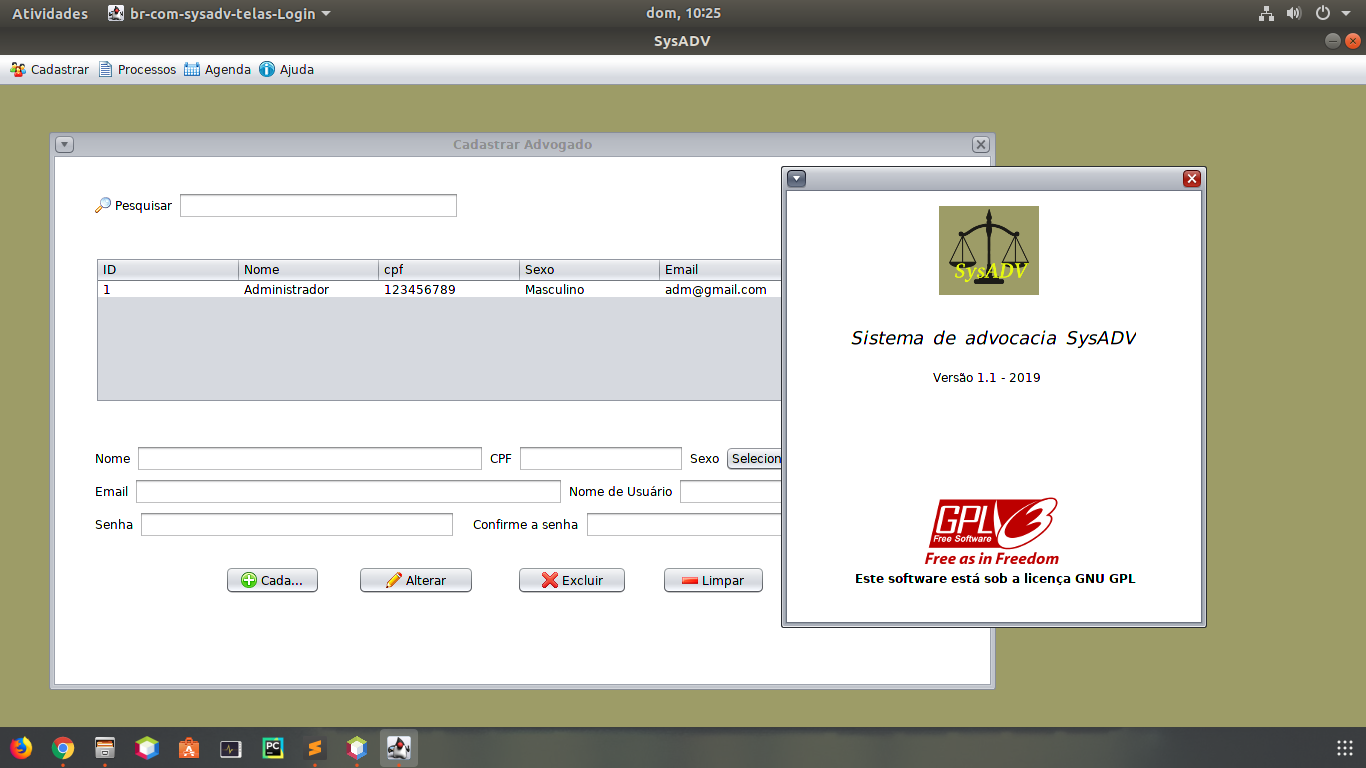 Atividades br-com-sysadv-telas-Login dom, 10:25
SysADV
Cadastrar Processos Agenda Ajuda
Cadastrar Advogado
Pesquisar
ID Nome cpf Sexo Email
1 Administrador 123456789 Masculino adm@gmail.com
Nome CPF Sexo Selecion
Email Nome de Usuário
Senha Confirme a senha
Cada... Alterar Excluir Limpar
SysADV
Sistema de advocacia SysADV
Versão 1.1 - 2019
GPLv3
Free Software
Free as in Freedom
Este software está sob a licença GNU GPL
PC